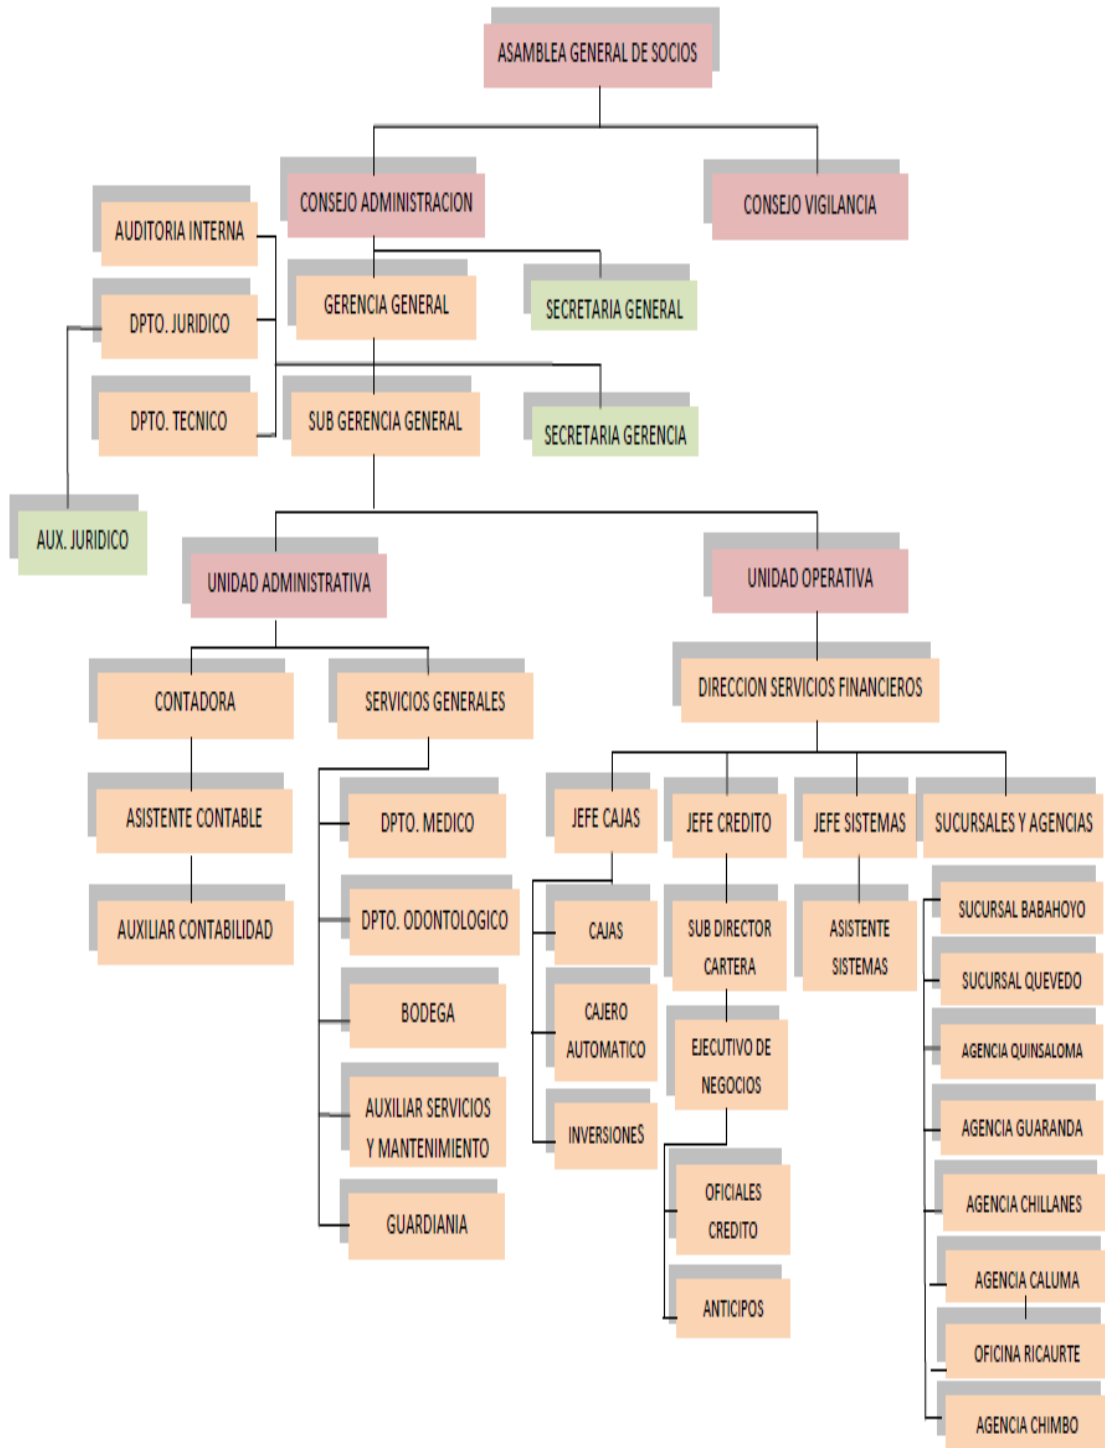 ASAMBLEA GENERAL DE SOCIOS
CONSEJO ADMINISTRACION
CONSEJO VIGILANCIA
AUDITORIA INTERNA
GERENCIA GENERAL
SECRETARIA GENERAL
DPTO. JURIDICO
DPTO. TECNICO
SUB GERENCIA GENERAL
SECRETARIA GERENCIA
AUX. JURIDICO
UNIDAD ADMINISTRATIVA
UNIDAD OPERATIVA
CONTADORA
SERVICIOS GENERALES
DIRECCION SERVICIOS FINANCIEROS
ASISTENTE CONTABLE
AUXILIAR CONTABILIDAD
DPTO. MEDICO
DPTO. ODONTOLOGICO
BODEGA
AUXILIAR SERVICIOS
Y MANTENIMIENTO
GUARDIANIA
JEFE CAJAS
JEFE CREDITO
JEFE SISTEMAS
SUCURSALES Y AGENCIAS
CAJAS
CAJERO
AUTOMATICO
INVERSIONES
SUB DIRECTOR
CARTERA
EJECUTIVO DE
NEGOCIOS
OFICIALES
CREDITO
ANTICIPOS
ASISTENTE
SISTEMAS
SUCURSAL BABAHOYO
SUCURSAL QUEVEDO
AGENCIA QUINSALOMA
AGENCIA GUARANDA
AGENCIA CHILLANES
AGENCIA CALUMA
OFICINA RICAURTE
AGENCIA CHIMBO